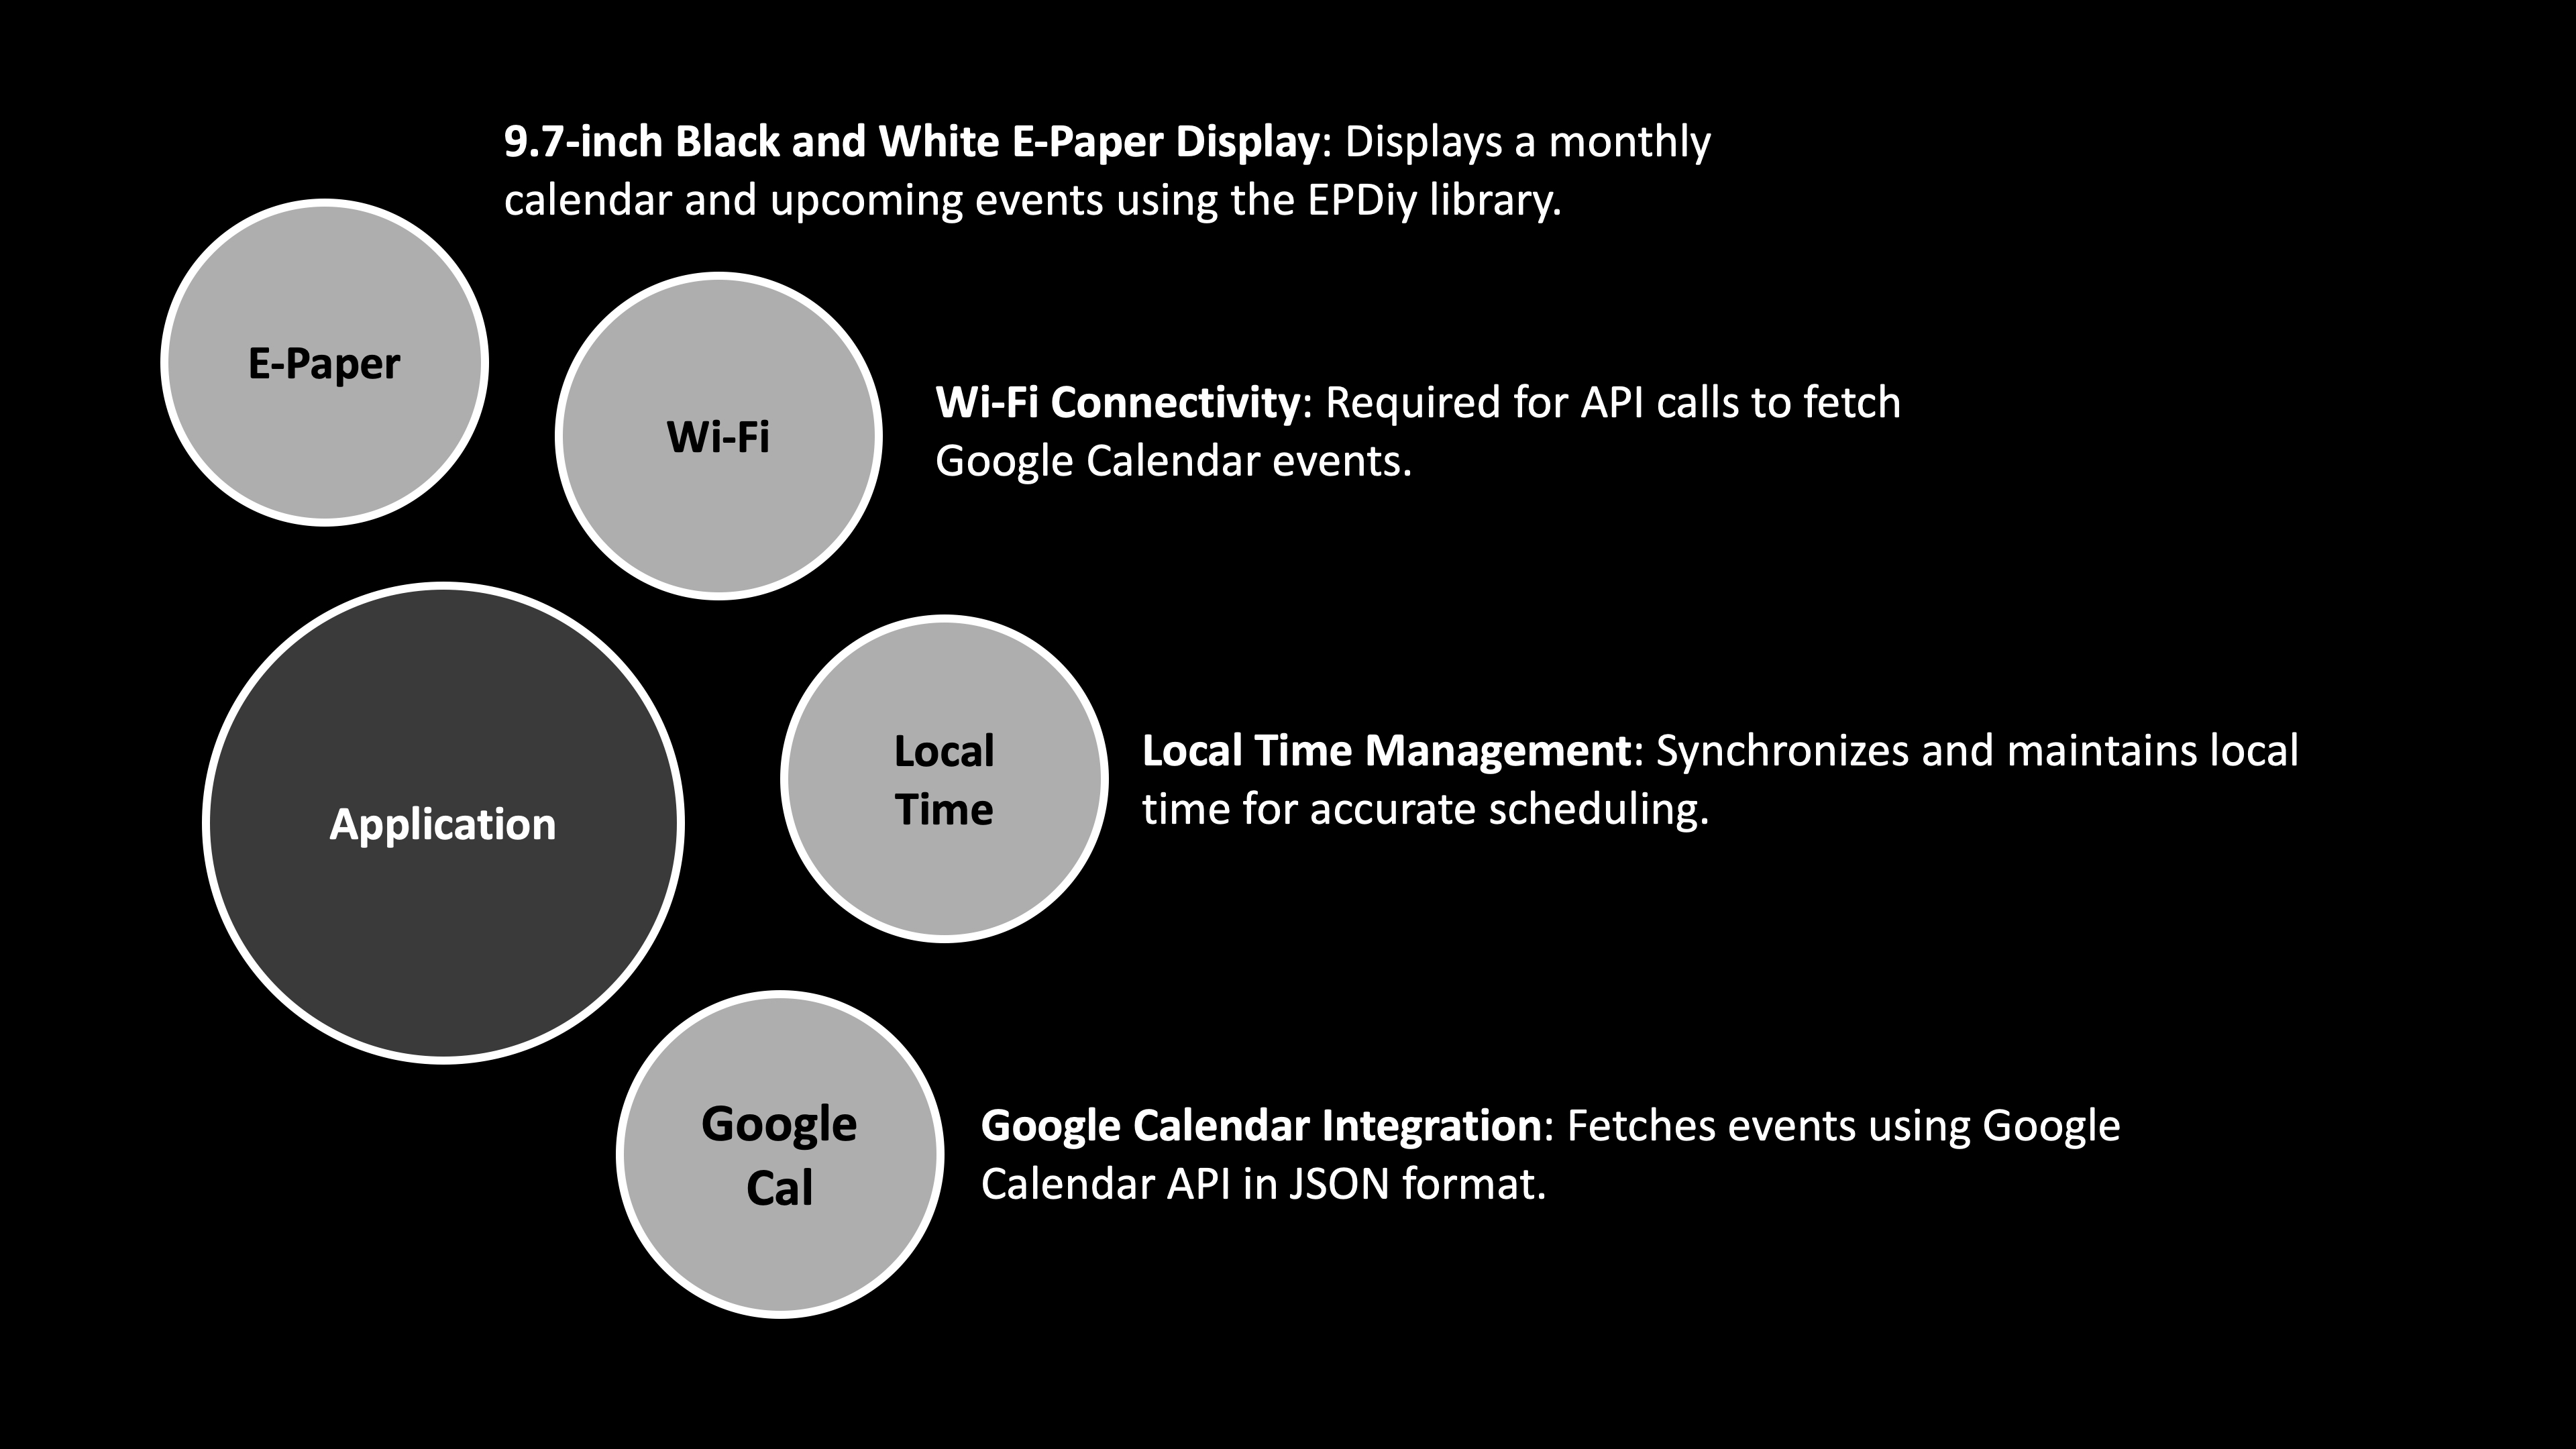 9.7-inch Black and White E-Paper Display: Displays a monthly
calendar and upcoming events using the EPDiy library.
E-Paper
Wi-Fi
Wi-Fi Connectivity: Required for API calls to fetch
Google Calendar events.
Application
Local
Time
Local Time Management: Synchronizes and maintains local
time for accurate scheduling.
Google
Cal
Google Calendar Integration: Fetches events using Google
Calendar API in JSON format.